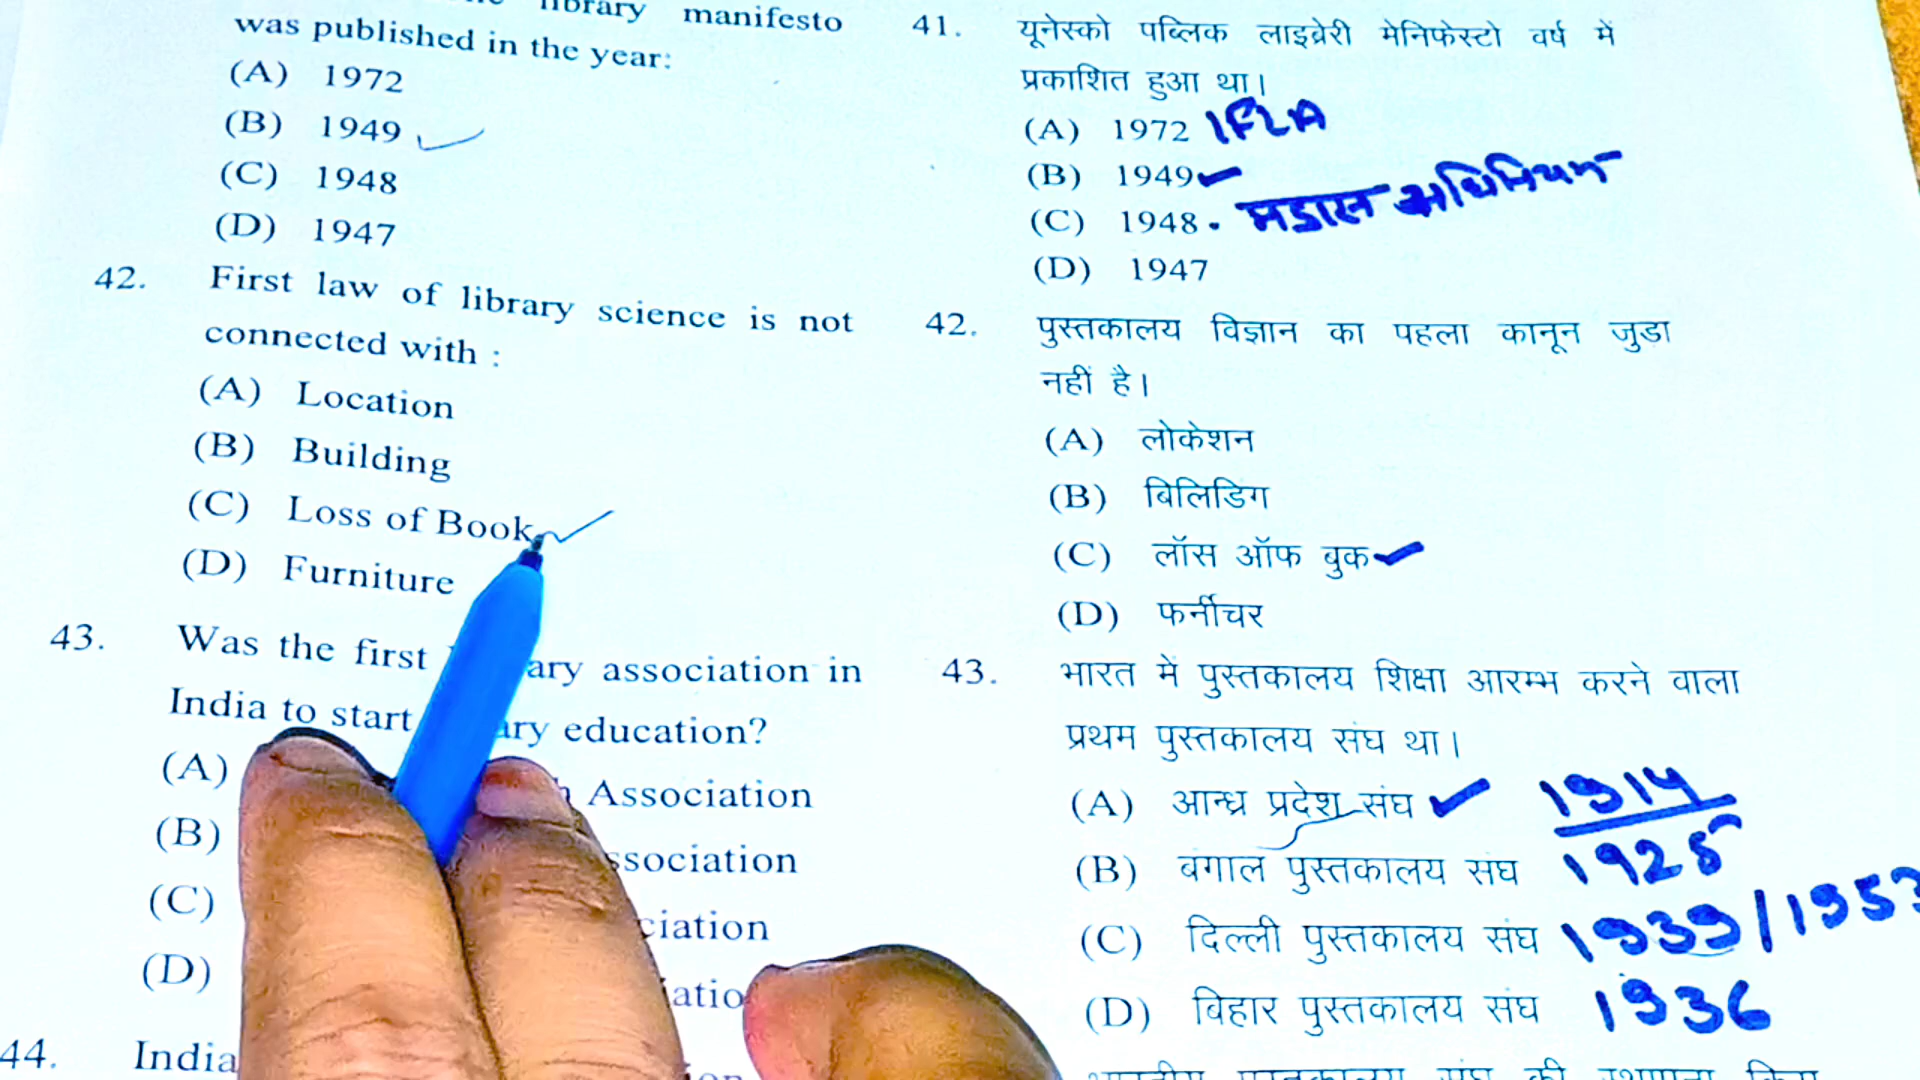 library manifesto
was published in the year:
(A) 1972
(B) 1949
(C) 1948
(D) 1947
42. First law of library science is not
connected with :
(A) Location
(B) Building
(C) Loss of Book
(D) Furniture
43. Was the first ary association in
India to start ary education?
(A) Association
(B) ssociation
(C) ciation
(D) iatio
44. India
41. यूनेस्को पब्लिक लाइब्रेरी मेनिफेस्टो वर्ष में
प्रकाशित हुआ था।
(A) 1972 IFLA
(B) 1949
(C) 1948 मद्रास अधिनियम
(D) 1947
42. पुस्तकालय विज्ञान का पहला कानून जुडा
नहीं है।
(A) लोकेशन
(B) बिलिडिंग
(C) लॉस ऑफ बुक
(D) फर्नीचर
43. भारत में पुस्तकालय शिक्षा आरम्भ करने वाला
प्रथम पुस्तकालय संघ था।
(A) आन्ध्र प्रदेश संघ 1914
(B) बंगाल पुस्तकालय संघ 1925
(C) दिल्ली पुस्तकालय संघ 1939/1953
(D) बिहार पुस्तकालय संघ 1936